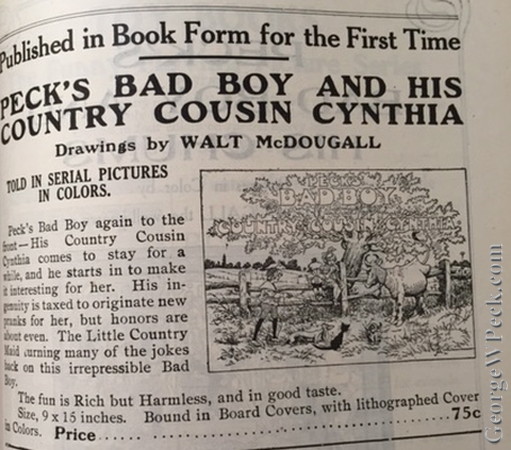 Published in Book Form for the First Time
PECK'S BAD BOY AND HIS
COUNTRY COUSIN CYNTHIA
Drawings by WALT McDOUGALL
TOLD IN SERIAL PICTURES
IN COLORS.
Peck's Bad Boy again to the
front—His Country Cousin
Cynthia comes to stay for a
while, and he starts in to make
it interesting for her. His in-
genuity is taxed to originate new
pranks for her, but honors are
about even. The Little Country
Maid turning many of the jokes
back on this irrepressible Bad
Boy.
PECK'S
BAD BOY
AND HIS
COUNTRY COUSIN CYNTHIA
The fun is Rich but Harmless, and in good taste.
Size, 9 x 15 inches. Bound in Board Covers, with lithographed Cover
in Colors. Price..............................................75c
GeorgeWPeck.com